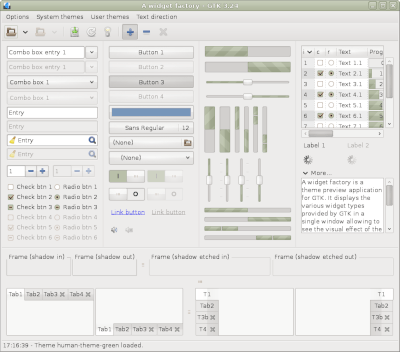 A widget factory - GTK 3.24
Options System themes User themes Text direction
Combo box entry 1
Combo box entry 1
Combo box 1
Combo box 1
Entry
Entry
Entry
Entry
1 1
Check btn 1 Radio btn 1
Check btn 2 Radio btn 2
Check btn 3 Radio btn 3
Check btn 4 Radio btn 4
Check btn 5 Radio btn 5
Check btn 6 Radio btn 6
Button 1
Button 2
Button 3
Button 4
Sans Regular 12
(None)
(None)
Link button Link button
Text Prog
1 Text 1.1 1
2 Text 2.1
3 Text 3.1 2
4 Text 4.1
5 Text 5.1
6 Text 6.1
7 Text 7.1
Label 1 Label 2
More...
A widget factory is a
theme preview application
for GTK. It displays the
various widget types
provided by GTK in a
single window allowing to
see the visual effect of the
Frame (shadow in) Frame (shadow out) Frame (shadow etched in) Frame (shadow etched out)
Tab1 Tab2 Tab3 Tab4
Tab1 Tab2 Tab3 Tab4
T1
Tab2
T3b
T4
T1
Tab2
T3b
T4
17:16:39 - Theme human-theme-green loaded.